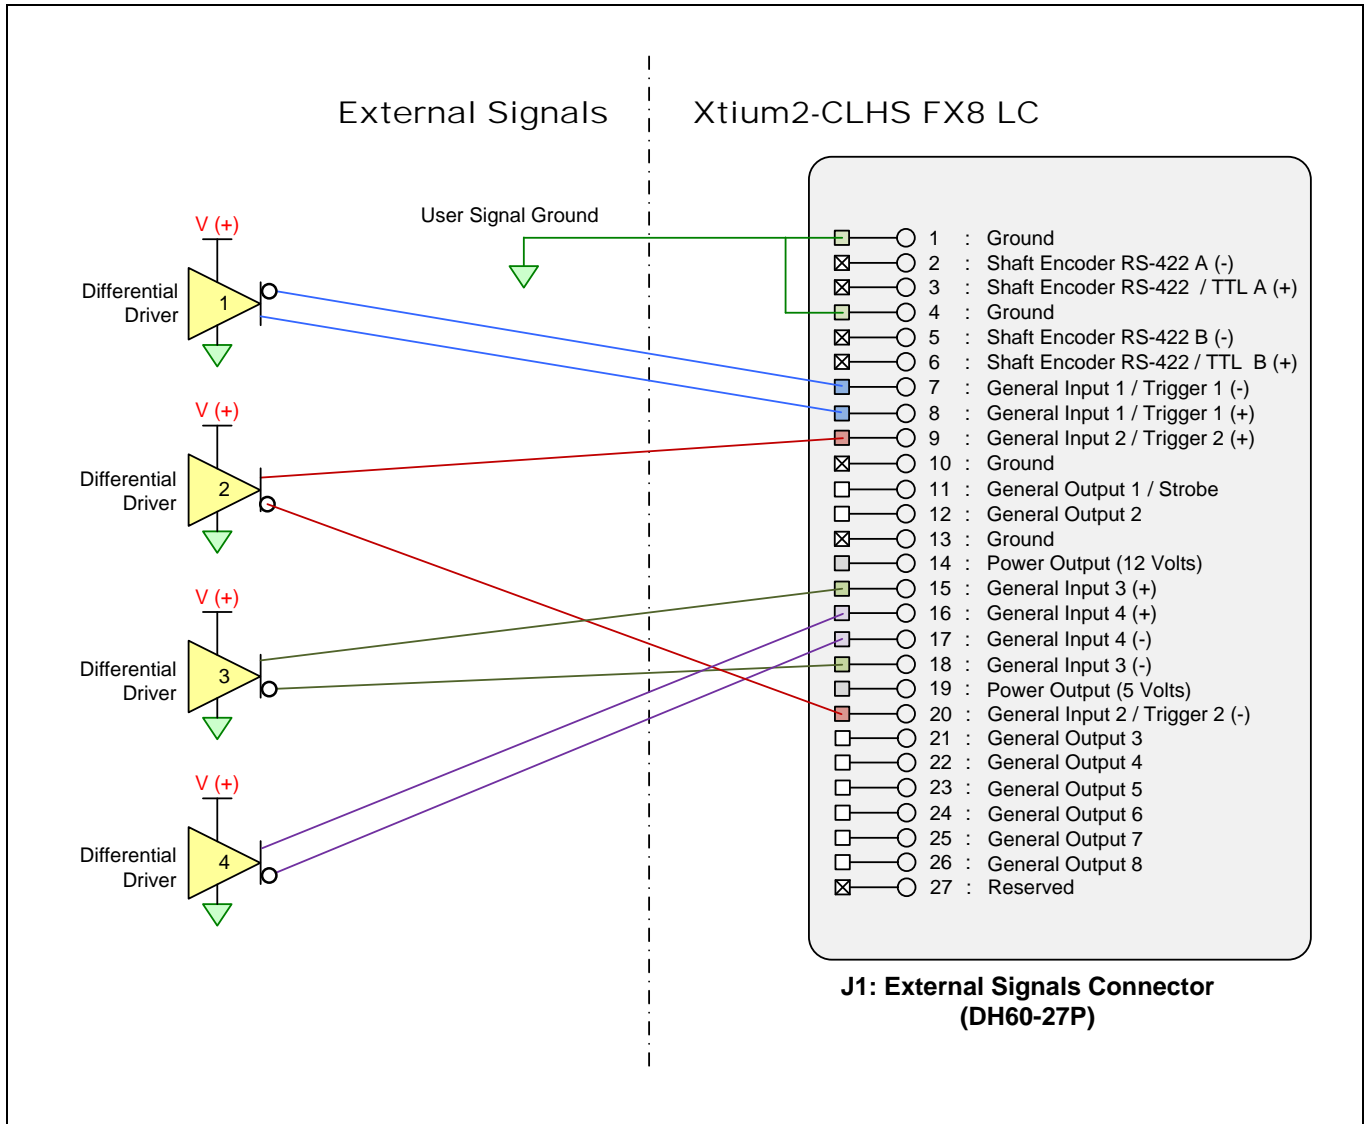 External Signals
Xtium2-CLHS FX8 LC
User Signal Ground
V (+)
Differential
Driver
1
V (+)
Differential
Driver
2
V (+)
Differential
Driver
3
V (+)
Differential
Driver
4
1 : Ground
2 : Shaft Encoder RS-422 A (-)
3 : Shaft Encoder RS-422 / TTL A (+)
4 : Ground
5 : Shaft Encoder RS-422 B (-)
6 : Shaft Encoder RS-422 / TTL B (+)
7 : General Input 1 / Trigger 1 (-)
8 : General Input 1 / Trigger 1 (+)
9 : General Input 2 / Trigger 2 (+)
10 : Ground
11 : General Output 1 / Strobe
12 : General Output 2
13 : Ground
14 : Power Output (12 Volts)
15 : General Input 3 (+)
16 : General Input 4 (+)
17 : General Input 4 (-)
18 : General Input 3 (-)
19 : Power Output (5 Volts)
20 : General Input 2 / Trigger 2 (-)
21 : General Output 3
22 : General Output 4
23 : General Output 5
24 : General Output 6
25 : General Output 7
26 : General Output 8
27 : Reserved
J1: External Signals Connector
(DH60-27P)